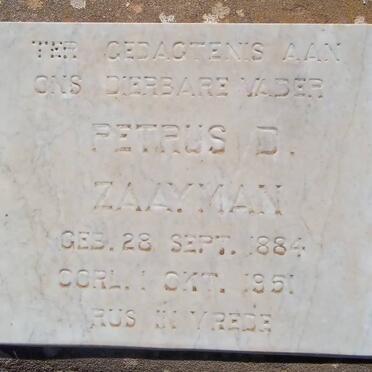 TER GEDAGTENIS AAN
ONS DIERBARE VADER
PETRUS D.
ZAAYMAN
GEB. 28 SEPT. 1884
OORL. 1 OKT. 1951
RUS IN VREDE